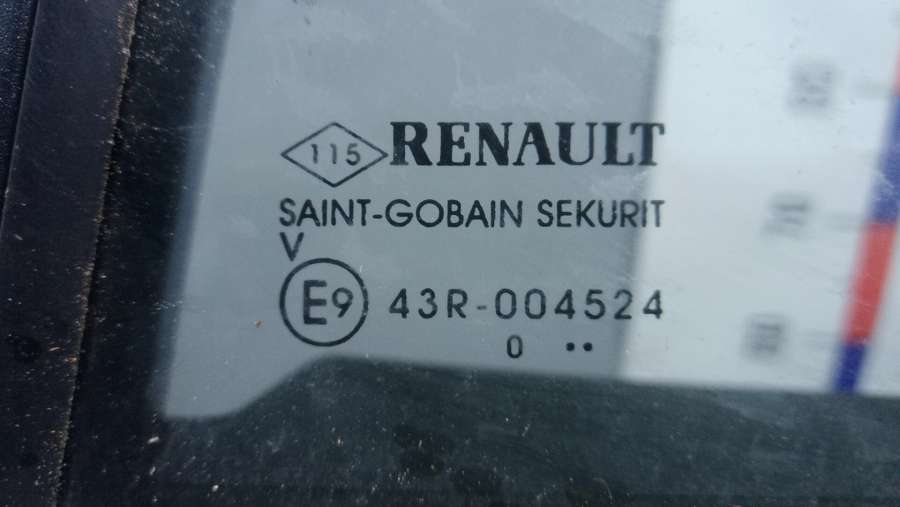 115 RENAULT
SAINT-GOBAIN SEKURIT
V
E9 43R-004524
0 ••